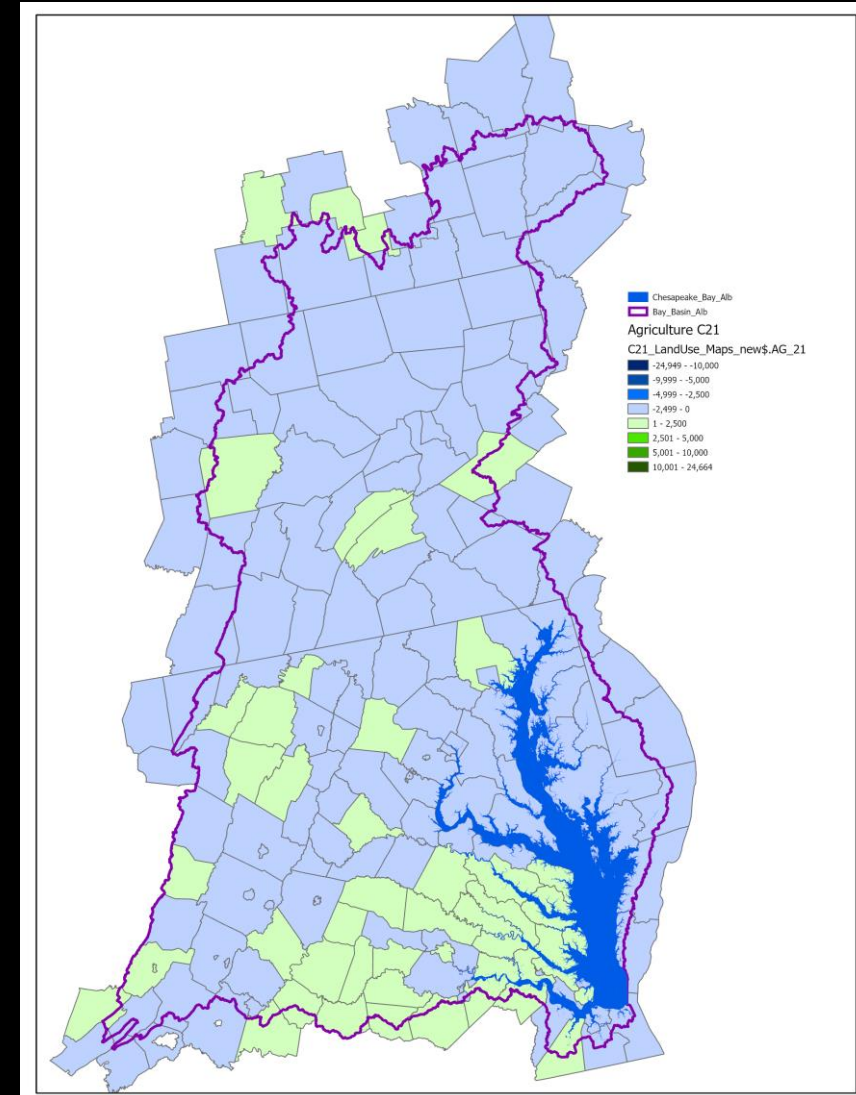 Chesapeake_Bay_Alb
Bay_Basin_Alb
Agriculture C21
C21_LandUse_Maps_new$.AG_21
-24,949 - -10,000
-9,999 - -5,000
-4,999 - -2,500
-2,499 - 0
1 - 2,500
2,501 - 5,000
5,001 - 10,000
10,001 - 24,664